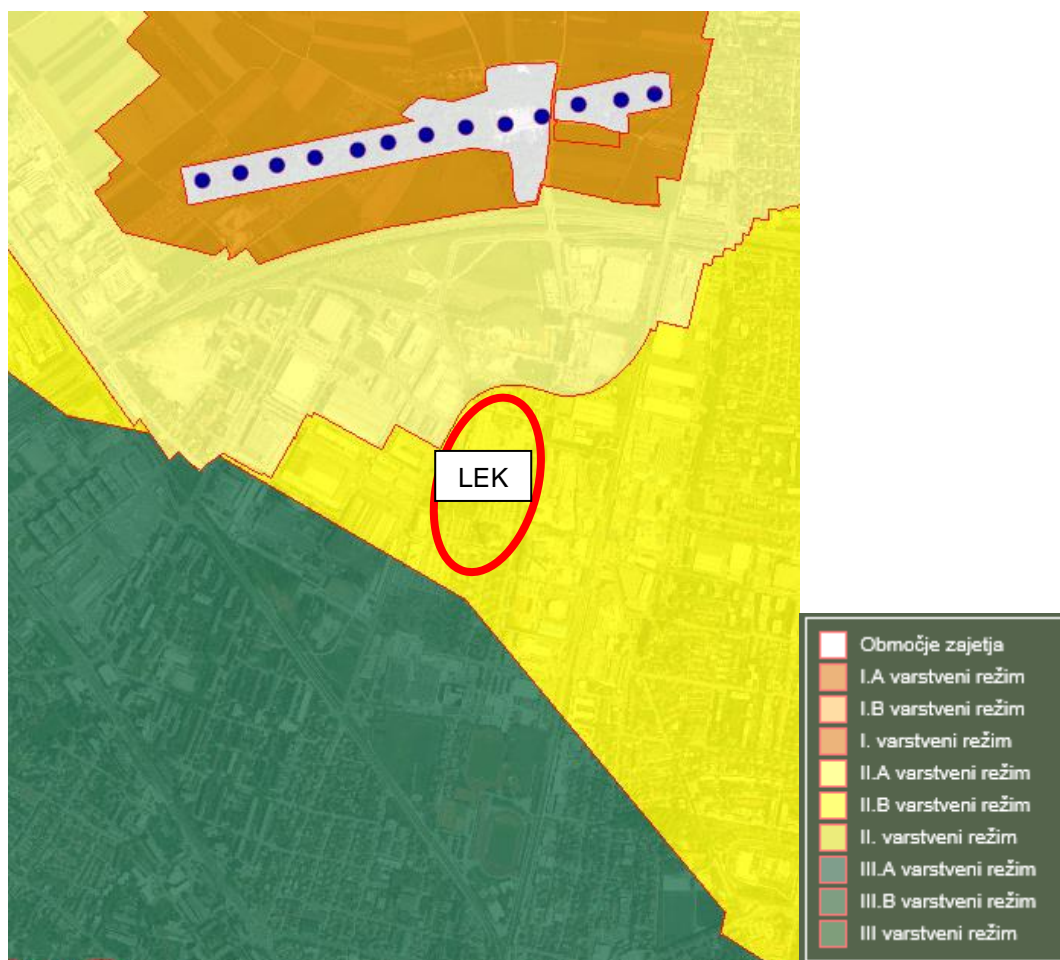 LEK
Območje zajetja
I.A varstveni režim
I.B varstveni režim
I. varstveni režim
II.A varstveni režim
II.B varstveni režim
II. varstveni režim
III.A varstveni režim
III.B varstveni režim
III varstveni režim